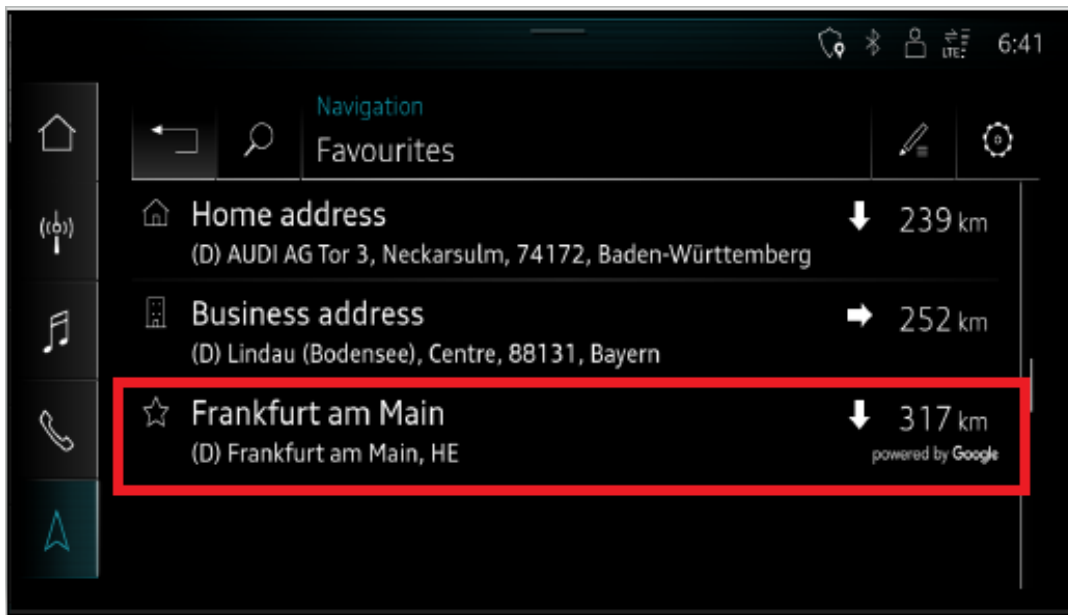 LTE
6:41
Navigation
Favourites
Home address
239 km
(D) AUDI AG Tor 3, Neckarsulm, 74172, Baden-Württemberg
Business address
252 km
(D) Lindau (Bodensee), Centre, 88131, Bayern
Frankfurt am Main
317 km
(D) Frankfurt am Main, HE
powered by Google